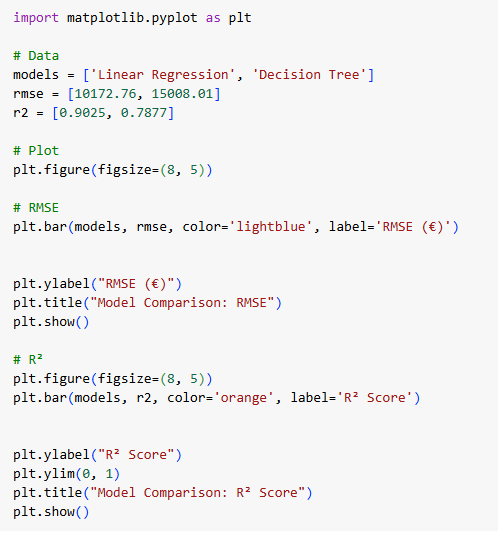 import matplotlib.pyplot as plt
# Data
models = ['Linear Regression', 'Decision Tree']
rmse = [10172.76, 15008.01]
r2 = [0.9025, 0.7877]
# Plot
plt.figure(figsize=(8, 5))
# RMSE
plt.bar(models, rmse, color='lightblue', label='RMSE (€)')
plt.ylabel("RMSE (€)")
plt.title("Model Comparison: RMSE")
plt.show()
# R²
plt.figure(figsize=(8, 5))
plt.bar(models, r2, color='orange', label='R² Score')
plt.ylabel("R² Score")
plt.ylim(0, 1)
plt.title("Model Comparison: R² Score")
plt.show()